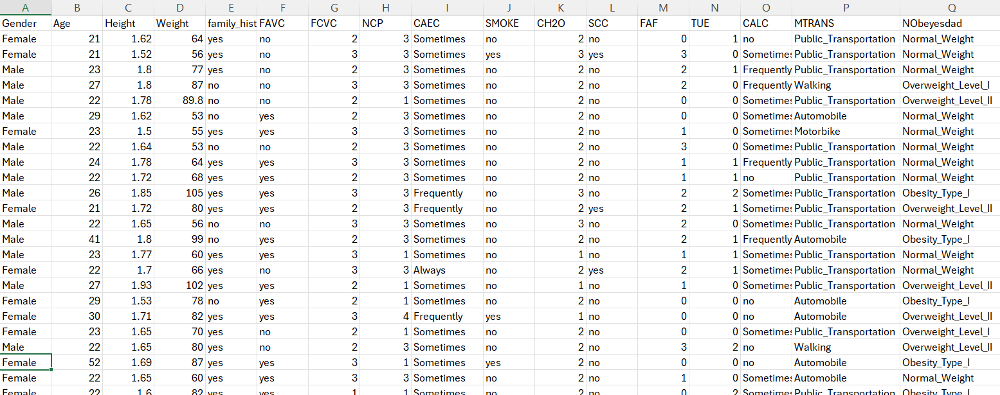 A B C D E F G H I J K L M N O P Q
Gender Age Height Weight family_hist FAVC FCVC NCP CAEC SMOKE CH2O SCC FAF TUE CALC MTRANS NObeyesdad
Female 21 1.62 64 yes no 2 3 Sometimes no 2 no 0 1 no Public_Transportation Normal_Weight
Female 21 1.52 56 yes no 3 3 Sometimes yes 3 yes 3 0 Sometimes Public_Transportation Normal_Weight
Male 23 1.8 77 yes no 2 3 Sometimes no 2 no 2 1 Frequently Public_Transportation Normal_Weight
Male 27 1.8 87 no no 3 3 Sometimes no 2 no 2 0 Frequently Walking Overweight_Level_I
Male 22 1.78 89.8 no no 2 1 Sometimes no 2 no 0 0 Sometimes Public_Transportation Overweight_Level_II
Male 29 1.62 53 no yes 2 3 Sometimes no 2 no 0 0 Sometimes Automobile Normal_Weight
Female 23 1.5 55 yes yes 3 3 Sometimes no 2 no 1 0 Sometimes Motorbike Normal_Weight
Male 22 1.64 53 no no 2 3 Sometimes no 2 no 3 0 Sometimes Public_Transportation Normal_Weight
Male 24 1.78 64 yes yes 3 3 Sometimes no 2 no 1 1 Frequently Public_Transportation Normal_Weight
Male 22 1.72 68 yes yes 2 3 Sometimes no 2 no 1 1 no Public_Transportation Normal_Weight
Male 26 1.85 105 yes yes 3 3 Frequently no 3 no 2 2 Sometimes Public_Transportation Obesity_Type_I
Female 21 1.72 80 yes yes 2 3 Frequently no 2 yes 2 1 Sometimes Public_Transportation Overweight_Level_II
Male 22 1.65 56 no no 3 3 Sometimes no 3 no 2 0 Sometimes Public_Transportation Normal_Weight
Male 41 1.8 99 no yes 2 3 Sometimes no 2 no 2 1 Frequently Automobile Obesity_Type_I
Male 23 1.77 60 yes yes 3 1 Sometimes no 1 no 1 1 Sometimes Public_Transportation Normal_Weight
Female 22 1.7 66 yes no 3 3 Always no 2 yes 2 1 Sometimes Public_Transportation Normal_Weight
Male 27 1.93 102 yes yes 2 1 Sometimes no 1 no 1 0 Sometimes Public_Transportation Overweight_Level_II
Female 29 1.53 78 no yes 2 1 Sometimes no 2 no 0 0 no Automobile Obesity_Type_I
Female 30 1.71 82 yes yes 3 4 Frequently yes 1 no 0 0 no Automobile Overweight_Level_II
Female 23 1.65 70 yes no 2 1 Sometimes no 2 no 0 0 Sometimes Public_Transportation Overweight_Level_I
Male 22 1.65 80 yes no 2 3 Sometimes no 2 no 3 2 no Walking Overweight_Level_II
Female 52 1.69 87 yes yes 3 1 Sometimes yes 2 no 0 0 no Automobile Obesity_Type_I
Female 22 1.65 60 yes yes 3 3 Sometimes no 2 no 1 0 Sometimes Automobile Normal_Weight
Female 22 1.6 82 yes yes 1 1 Sometimes no 2 no 0 2 Sometimes Public_Transportation Obesity_Type_I